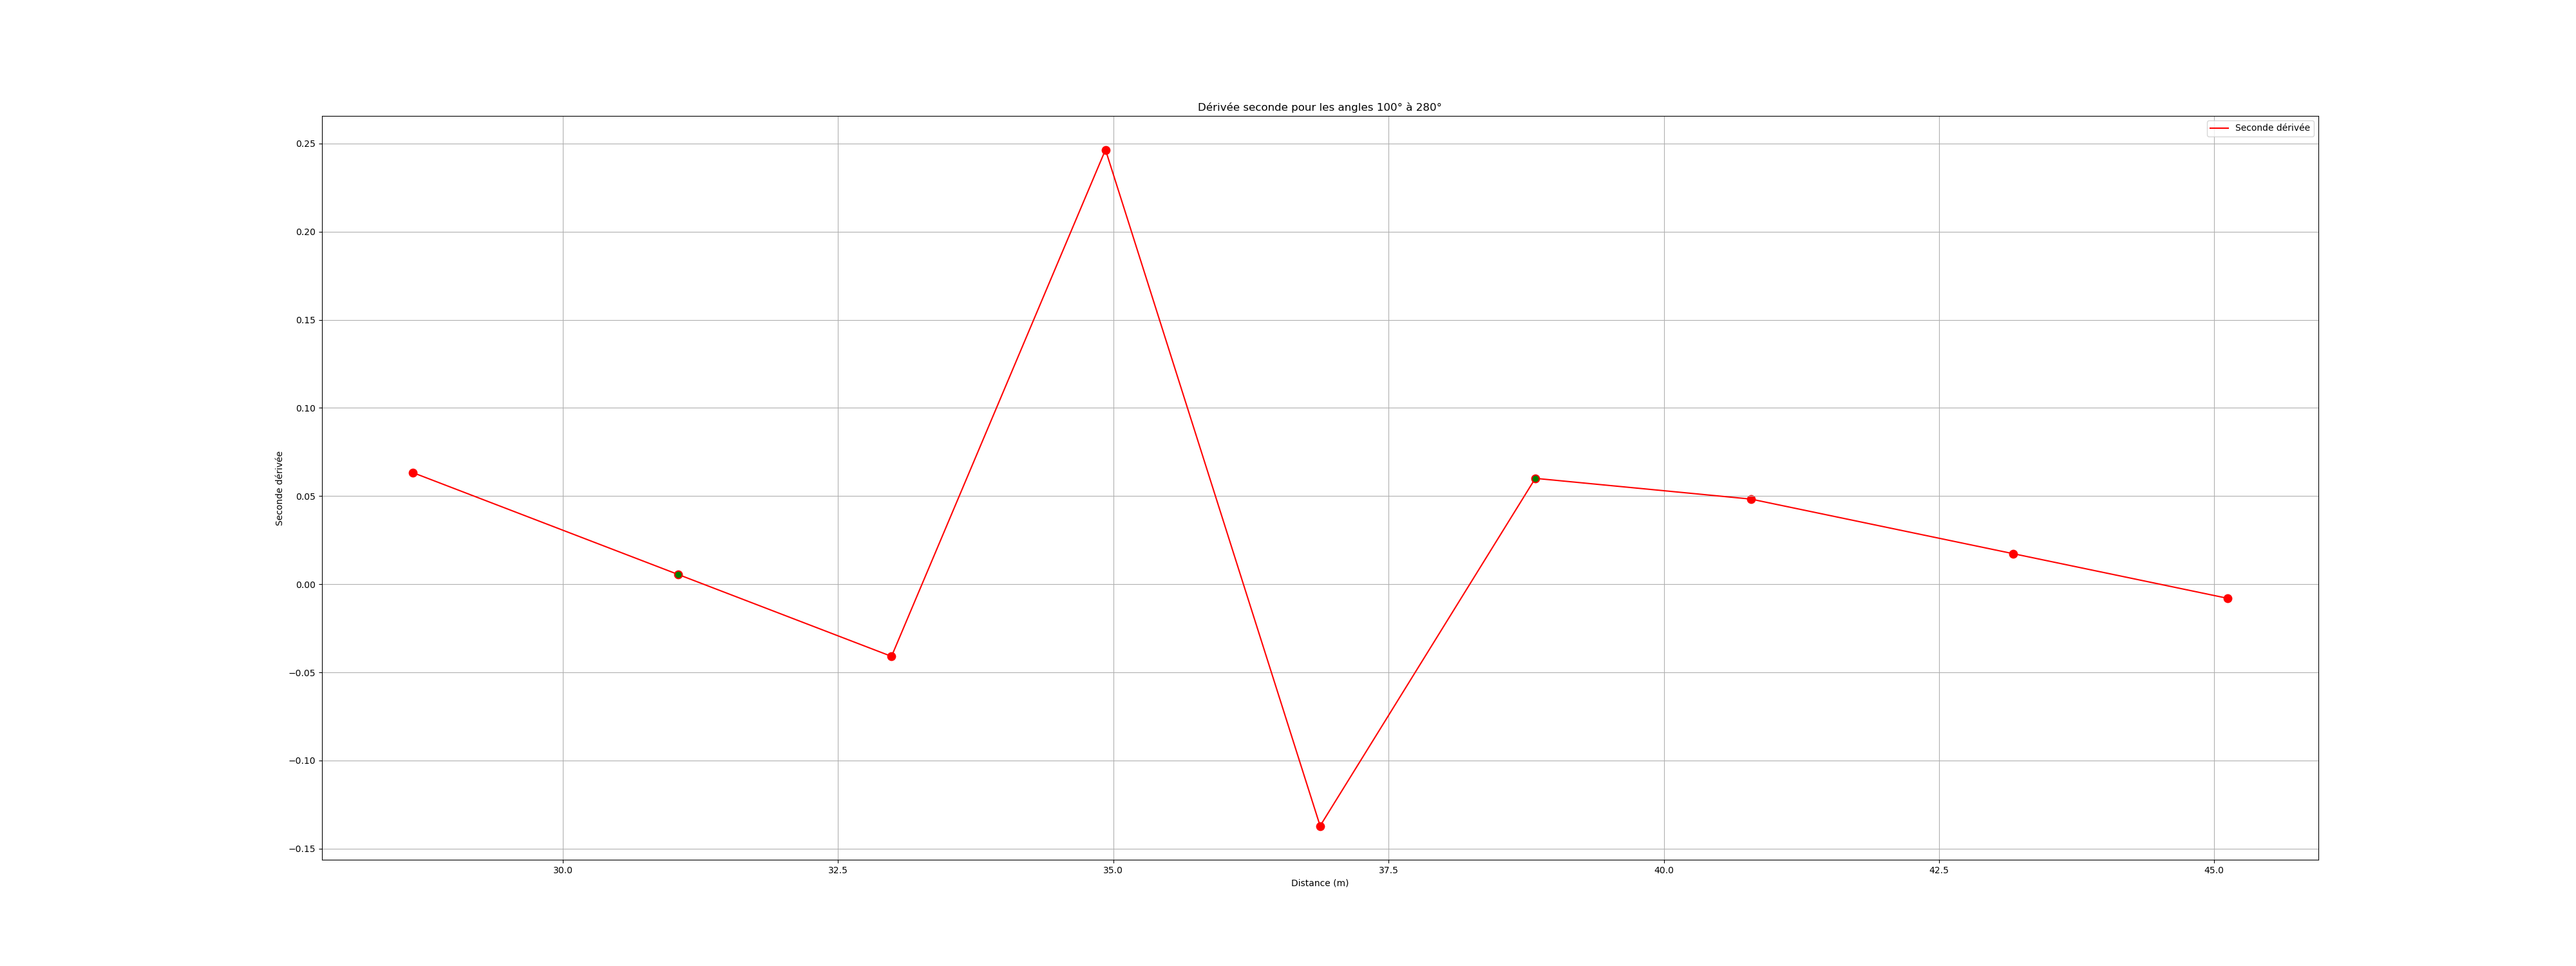 Dérivée seconde pour les angles 100° à 280°
Seconde dérivée
0.25
0.20
0.15
0.10
0.05
0.00
−0.05
−0.10
−0.15
Seconde dérivée
30.0 32.5 35.0 37.5 40.0 42.5 45.0
Distance (m)